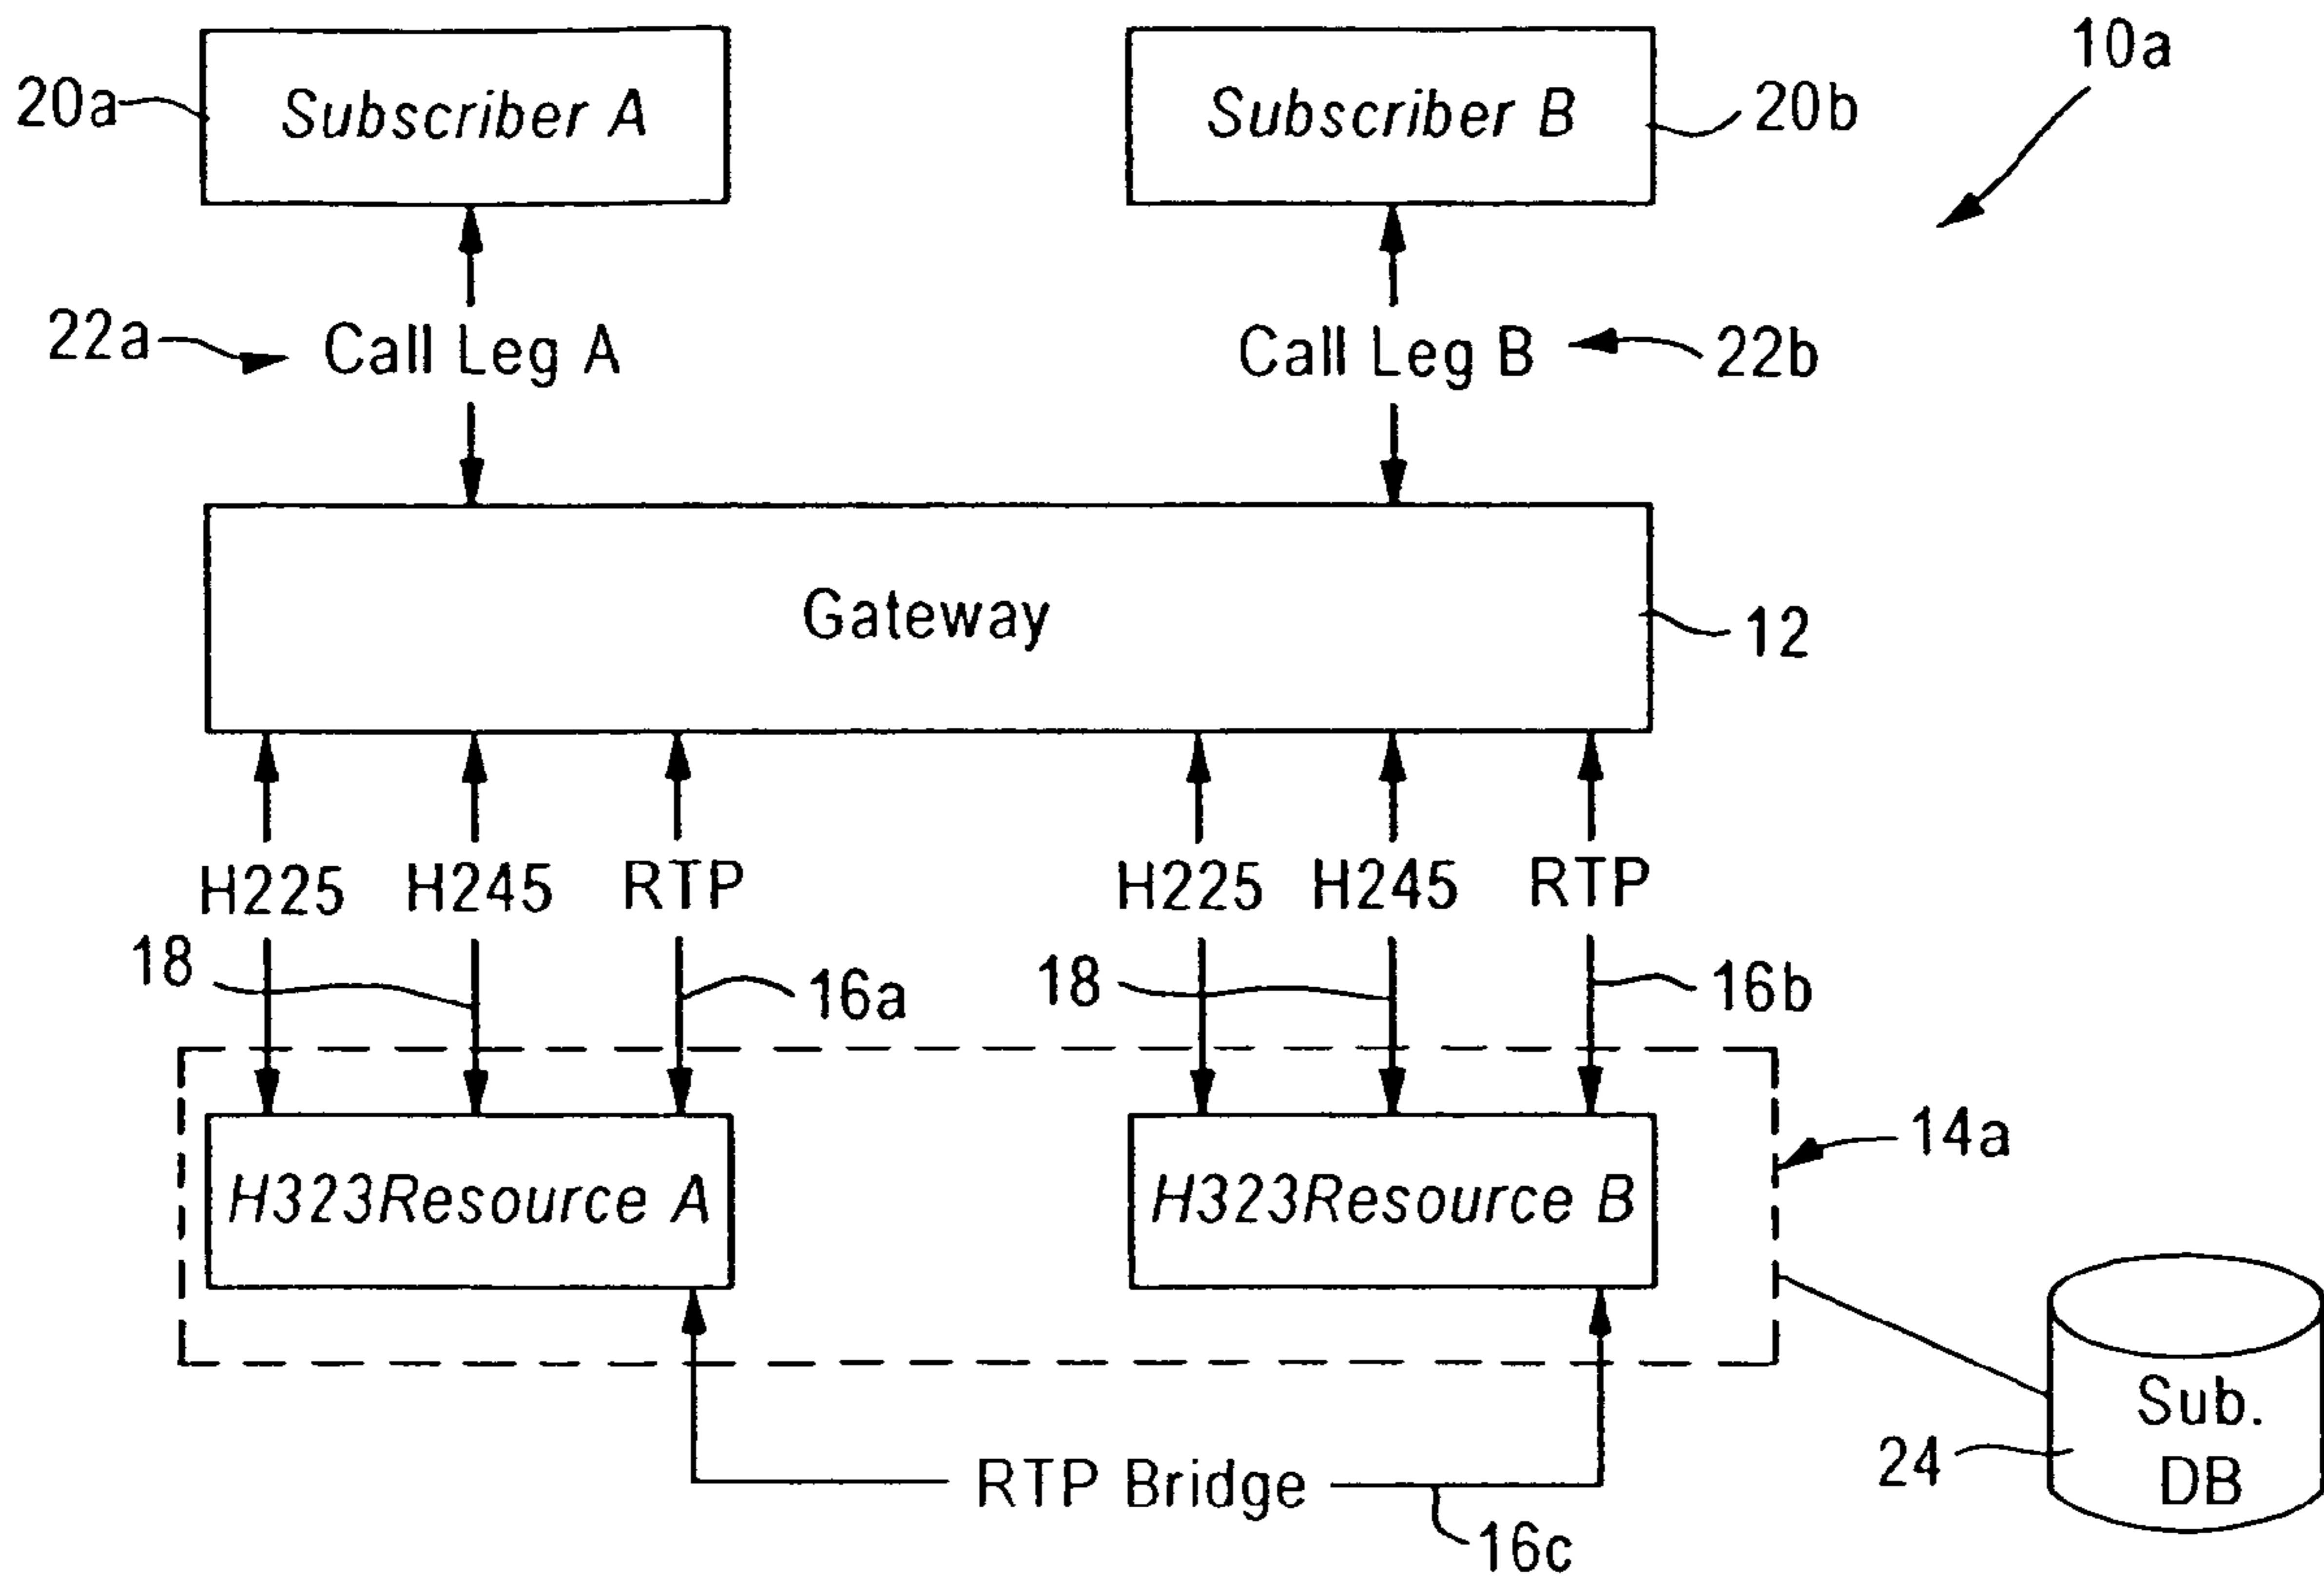 10a
20a Subscriber A Subscriber B 20b
22a Call Leg A Call Leg B 22b
Gateway 12
H225 H245 RTP H225 H245 RTP
18 16a 18 16b
14a
H323Resource A H323Resource B
Sub.
DB
24
RTP Bridge
16c